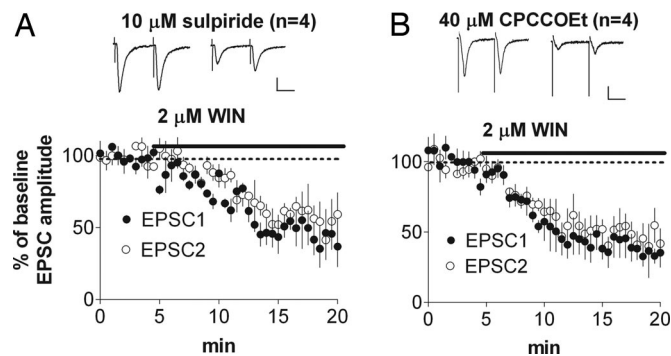 A
10 μM sulpiride (n=4)
2 μM WIN
% of baseline
EPSC amplitude
100
50
0
EPSC1
EPSC2
0 5 10 15 20
min
B
40 μM CPCCOEt (n=4)
2 μM WIN
100
50
0
EPSC1
EPSC2
0 5 10 15 20
min